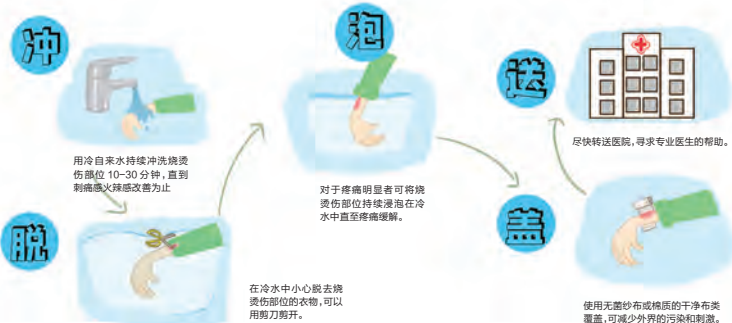 冲
用冷自来水持续冲洗烧烫
伤部位 10-30 分钟，直到
刺痛感火辣感改善为止
脱
在冷水中小心脱去烧
烫伤部位的衣物，可以
用剪刀剪开。
泡
对于疼痛明显者可将烧
烫伤部位持续浸泡在冷
水中直至疼痛缓解。
盖
使用无菌纱布或棉质的干净布类
覆盖，可减少外界的污染和刺激。
送
尽快转送医院，寻求专业医生的帮助。